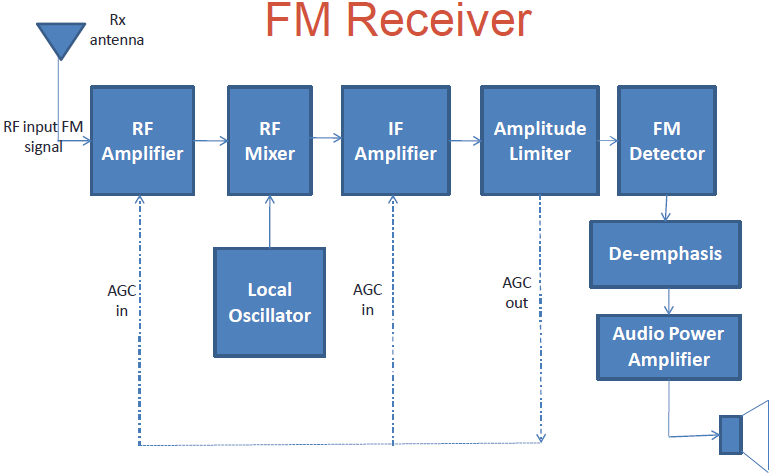 FM Receiver
Rx
antenna
RF input FM
signal
RF
Amplifier
RF
Mixer
IF
Amplifier
Amplitude
Limiter
FM
Detector
De-emphasis
Local
Oscillator
AGC
in
AGC
in
AGC
out
Audio Power
Amplifier